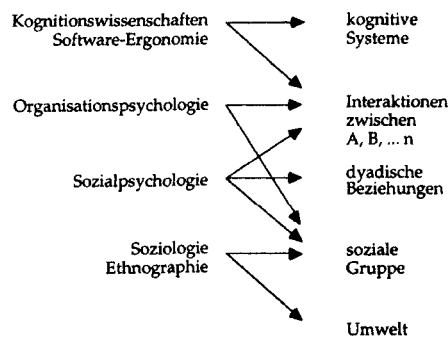 Kognitionswissenschaften
Software-Ergonomie
kognitive
Systeme
Organisationspsychologie
Interaktionen
zwischen
A, B, ... n
Sozialpsychologie
dyadische
Beziehungen
Soziologie
Ethnographie
soziale
Gruppe
Umwelt